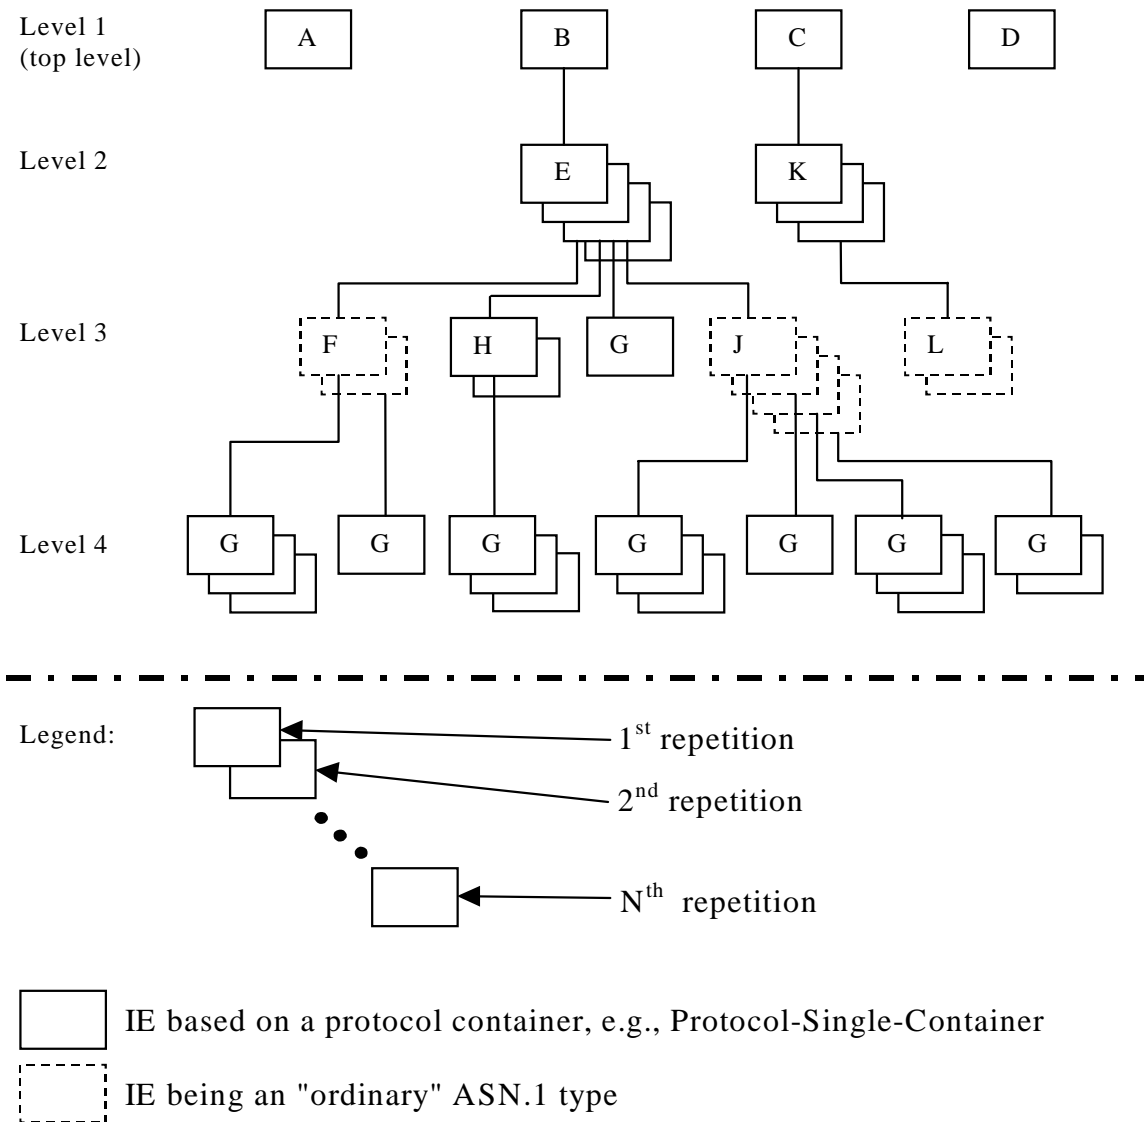 Level 1
(top level)
A
B
C
D
Level 2
E
K
Level 3
F
H
G
J
L
Level 4
G
G
G
G
G
G
G
Legend:
1st repetition
2nd repetition
Nth repetition
IE based on a protocol container, e.g., Protocol-Single-Container
IE being an "ordinary" ASN.1 type